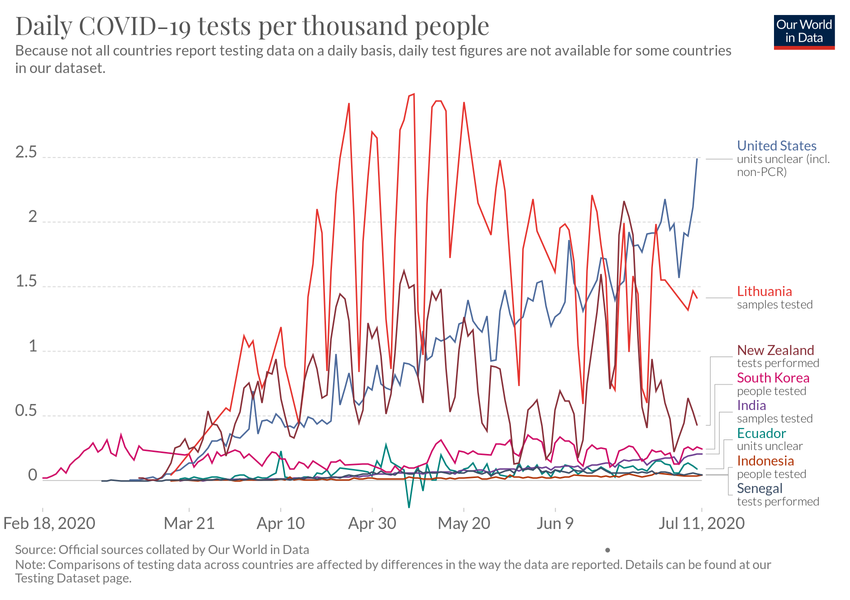 Daily COVID-19 tests per thousand people
Our World
in Data
Because not all countries report testing data on a daily basis, daily test figures are not available for some countries
in our dataset.
2.5
2
1.5
1
0.5
0
United States
units unclear (incl.
non-PCR)
Lithuania
samples tested
New Zealand
tests performed
South Korea
people tested
India
samples tested
Ecuador
units unclear
Indonesia
people tested
Senegal
tests performed
Feb 18, 2020
Mar 21
Apr 10
Apr 30
May 20
Jun 9
Jul 11, 2020
Source: Official sources collated by Our World in Data
Note: Comparisons of testing data across countries are affected by differences in the way the data are reported. Details can be found at our
Testing Dataset page.